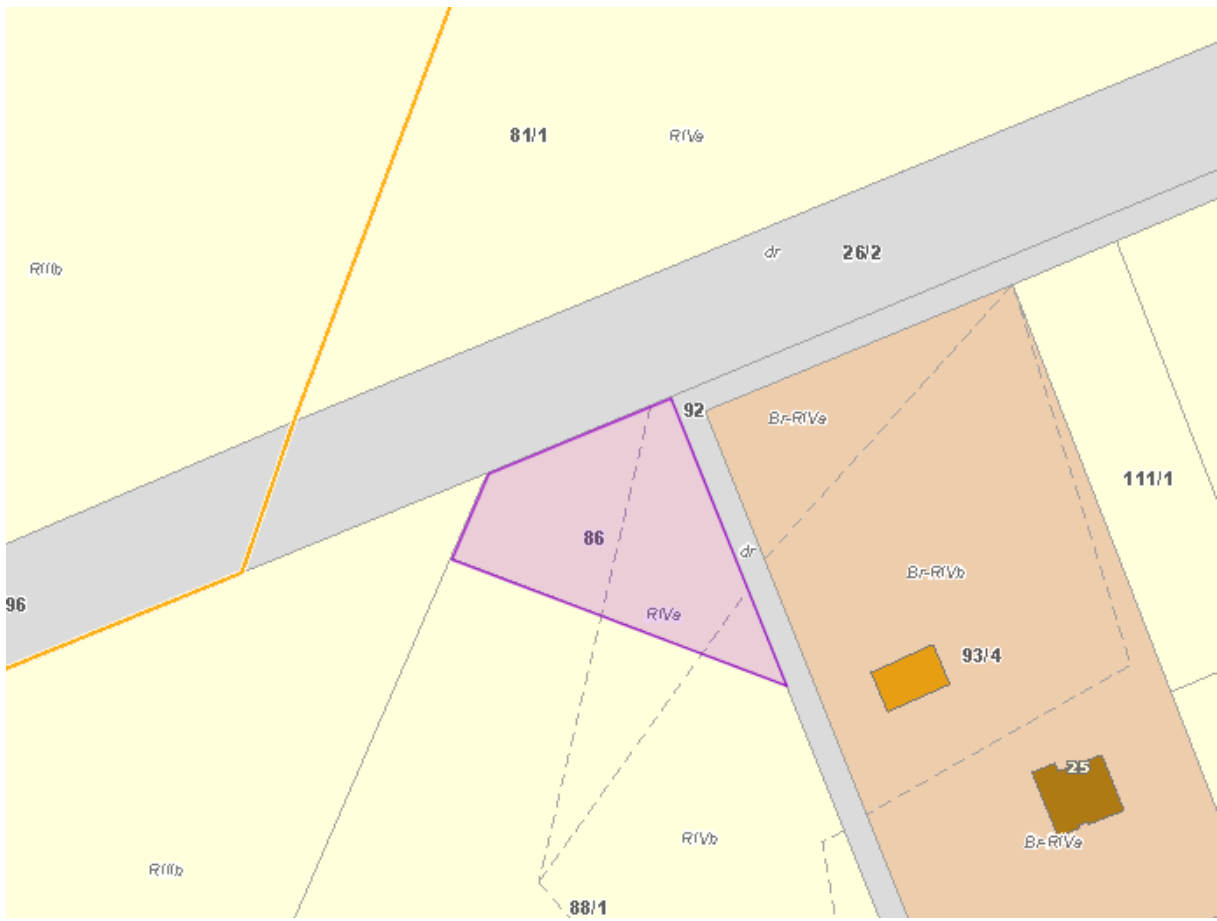 81/1
RIVa
dr
26/2
RIIIb
92
Br-RIVa
111/1
86
dr
Br-RIVb
96
RIVa
93/4
25
RIVb
Br-RIVa
RIIIb
88/1